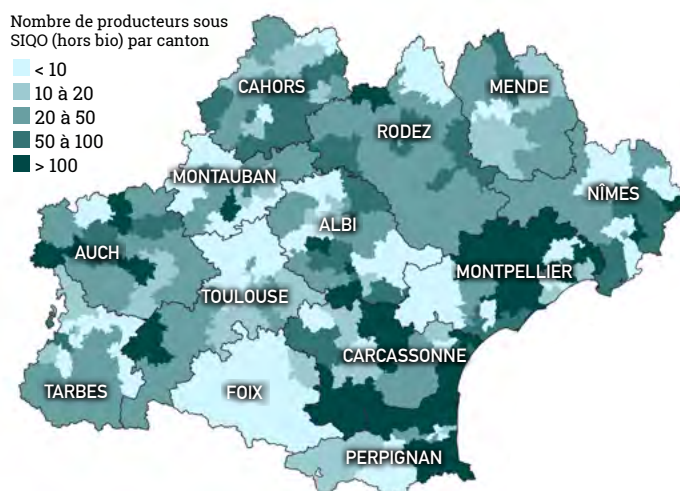 Nombre de producteurs sous
SIQO (hors bio) par canton
< 10
10 à 20
20 à 50
50 à 100
> 100
CAHORS
MENDE
RODEZ
MONTAUBAN
NÎMES
ALBI
AUCH
MONTPELLIER
TOULOUSE
CARCASSONNE
TARBES
FOIX
PERPIGNAN